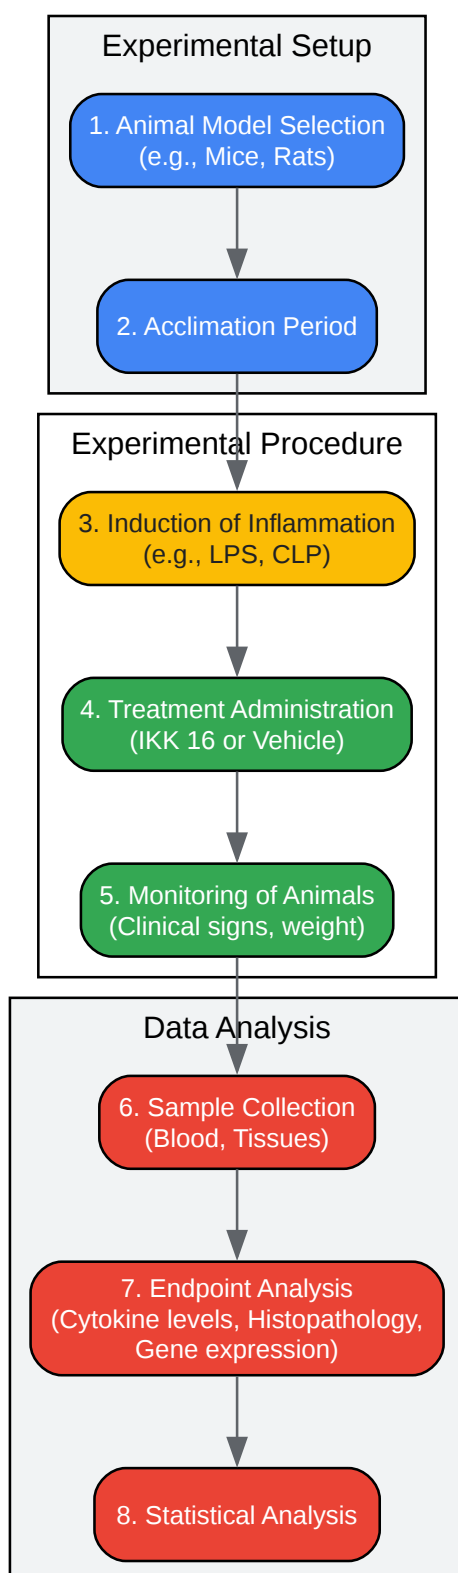 Experimental Setup
1. Animal Model Selection
(e.g., Mice, Rats)
2. Acclimation Period
Experimental Procedure
3. Induction of Inflammation
(e.g., LPS, CLP)
4. Treatment Administration
(IKK 16 or Vehicle)
5. Monitoring of Animals
(Clinical signs, weight)
Data Analysis
6. Sample Collection
(Blood, Tissues)
7. Endpoint Analysis
(Cytokine levels, Histopathology,
Gene expression)
8. Statistical Analysis